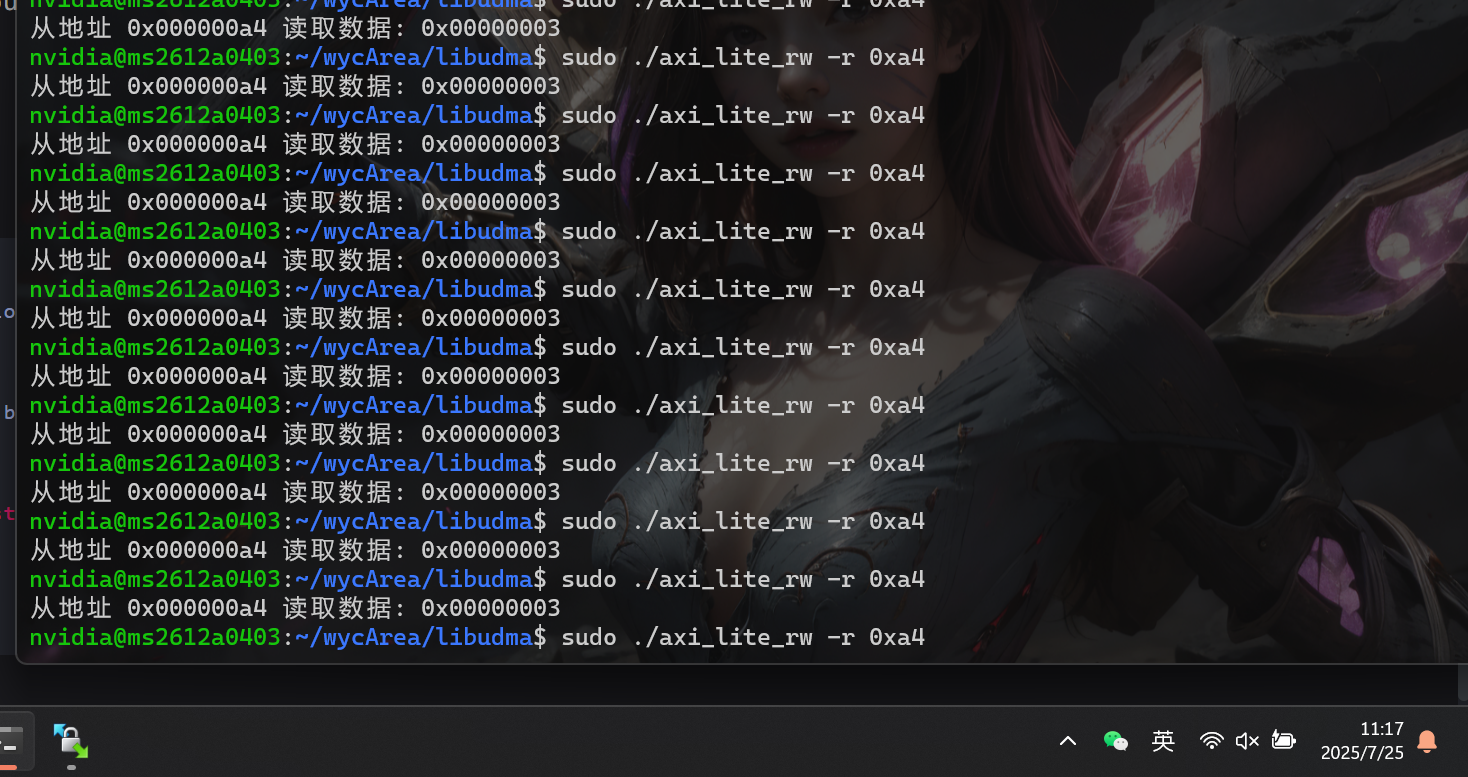 nvidia@ms2612a0403:~/wycArea/libudma$ sudo ./axi_lite_rw -r 0xa4
从地址 0x000000a4 读取数据: 0x00000003
nvidia@ms2612a0403:~/wycArea/libudma$ sudo ./axi_lite_rw -r 0xa4
从地址 0x000000a4 读取数据: 0x00000003
nvidia@ms2612a0403:~/wycArea/libudma$ sudo ./axi_lite_rw -r 0xa4
从地址 0x000000a4 读取数据: 0x00000003
nvidia@ms2612a0403:~/wycArea/libudma$ sudo ./axi_lite_rw -r 0xa4
从地址 0x000000a4 读取数据: 0x00000003
nvidia@ms2612a0403:~/wycArea/libudma$ sudo ./axi_lite_rw -r 0xa4
从地址 0x000000a4 读取数据: 0x00000003
nvidia@ms2612a0403:~/wycArea/libudma$ sudo ./axi_lite_rw -r 0xa4
从地址 0x000000a4 读取数据: 0x00000003
nvidia@ms2612a0403:~/wycArea/libudma$ sudo ./axi_lite_rw -r 0xa4
从地址 0x000000a4 读取数据: 0x00000003
nvidia@ms2612a0403:~/wycArea/libudma$ sudo ./axi_lite_rw -r 0xa4
从地址 0x000000a4 读取数据: 0x00000003
nvidia@ms2612a0403:~/wycArea/libudma$ sudo ./axi_lite_rw -r 0xa4
从地址 0x000000a4 读取数据: 0x00000003
nvidia@ms2612a0403:~/wycArea/libudma$ sudo ./axi_lite_rw -r 0xa4
从地址 0x000000a4 读取数据: 0x00000003
nvidia@ms2612a0403:~/wycArea/libudma$ sudo ./axi_lite_rw -r 0xa4
从地址 0x000000a4 读取数据: 0x00000003
nvidia@ms2612a0403:~/wycArea/libudma$ sudo ./axi_lite_rw -r 0xa4
英
11:17
2025/7/25